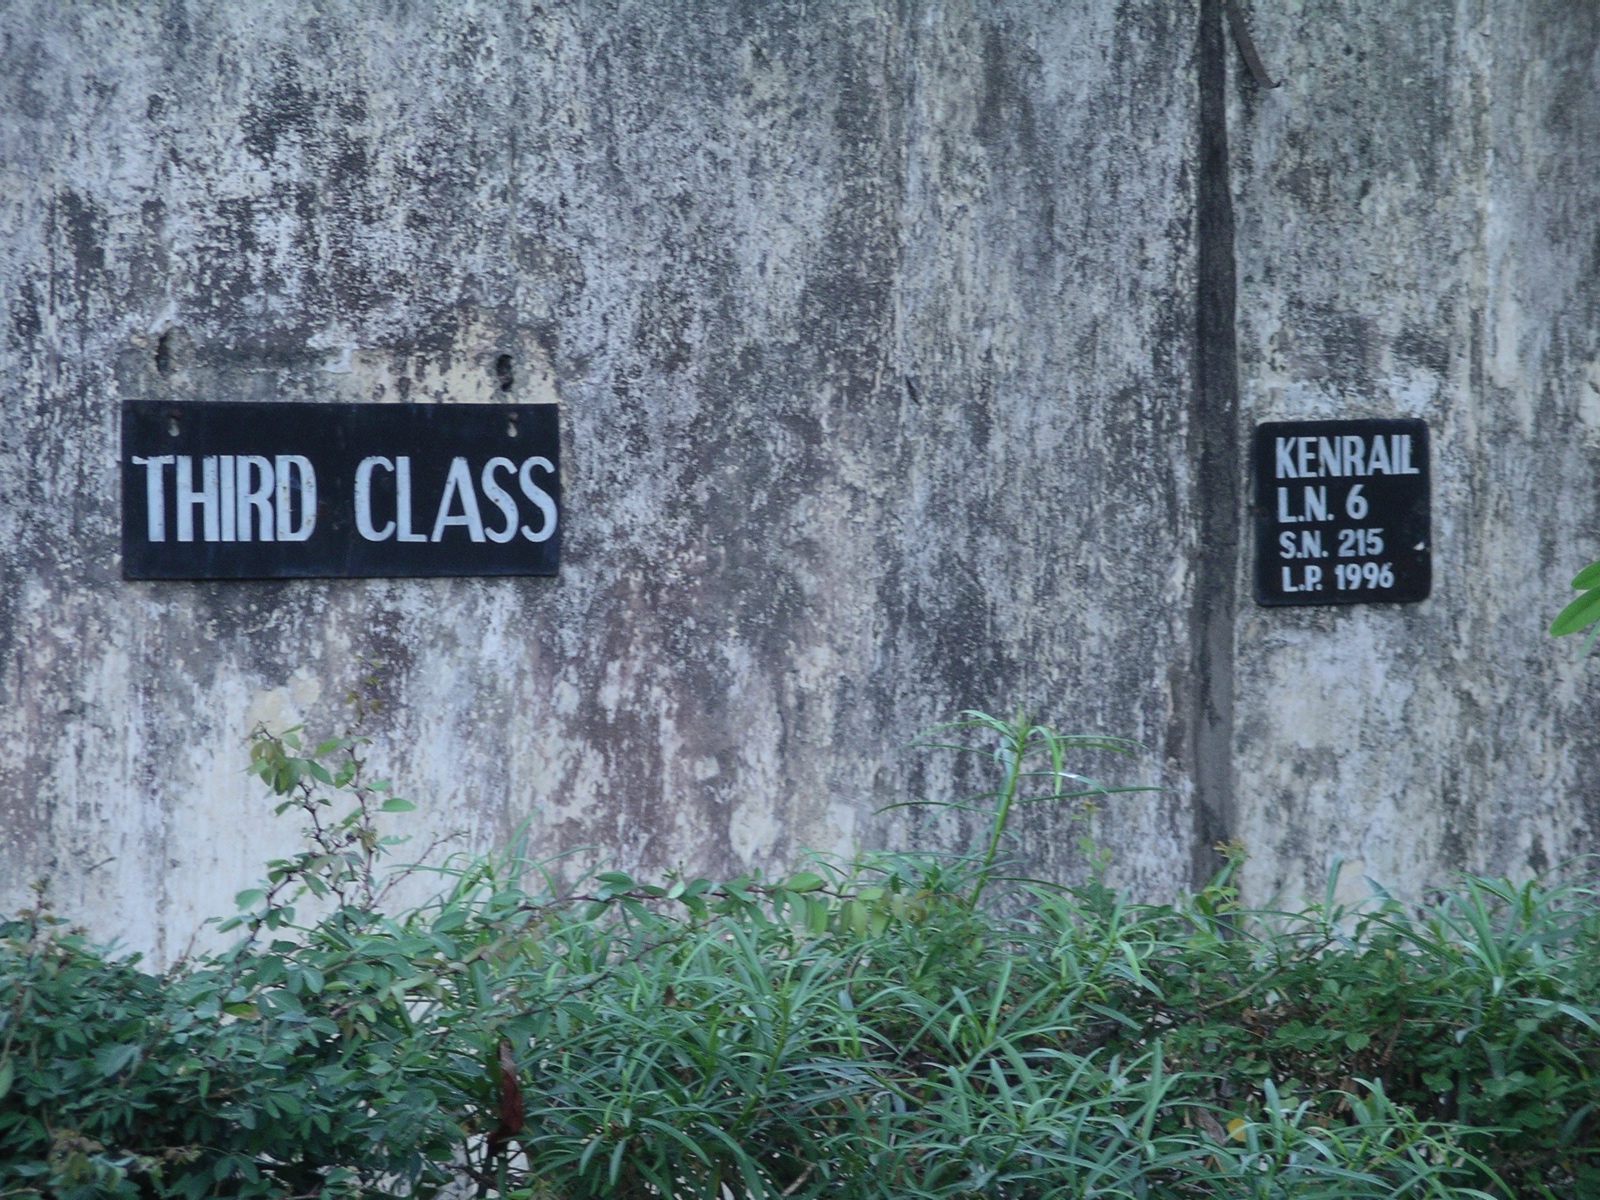 THIRD CLASS
KENRAIL
L.N. 6
S.N. 215
L.P. 1996